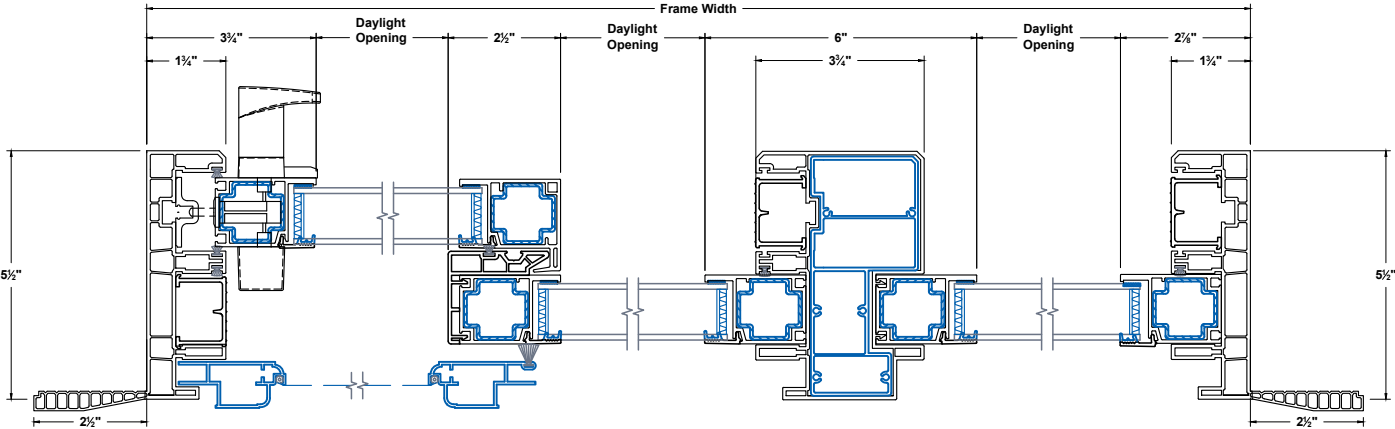 Frame Width
3¾"
Daylight
Opening
2½"
Daylight
Opening
6"
Daylight
Opening
2⅞"
1¾"
3¾"
1¾"
5½"
5½"
2½"
2½"